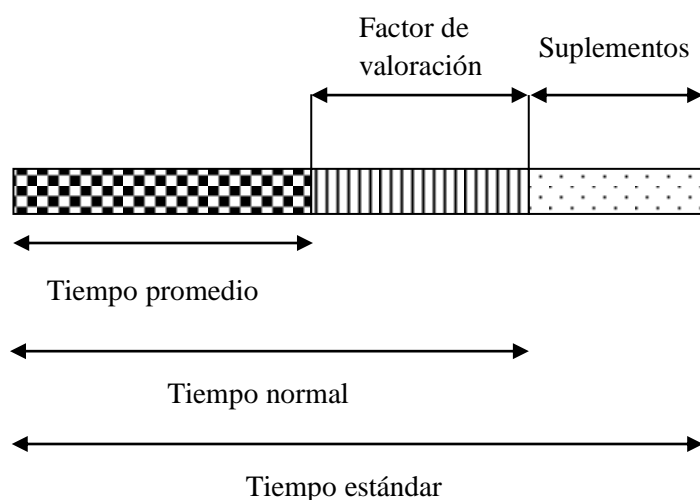 Factor de
valoración
Suplementos
Tiempo promedio
Tiempo normal
Tiempo estándar